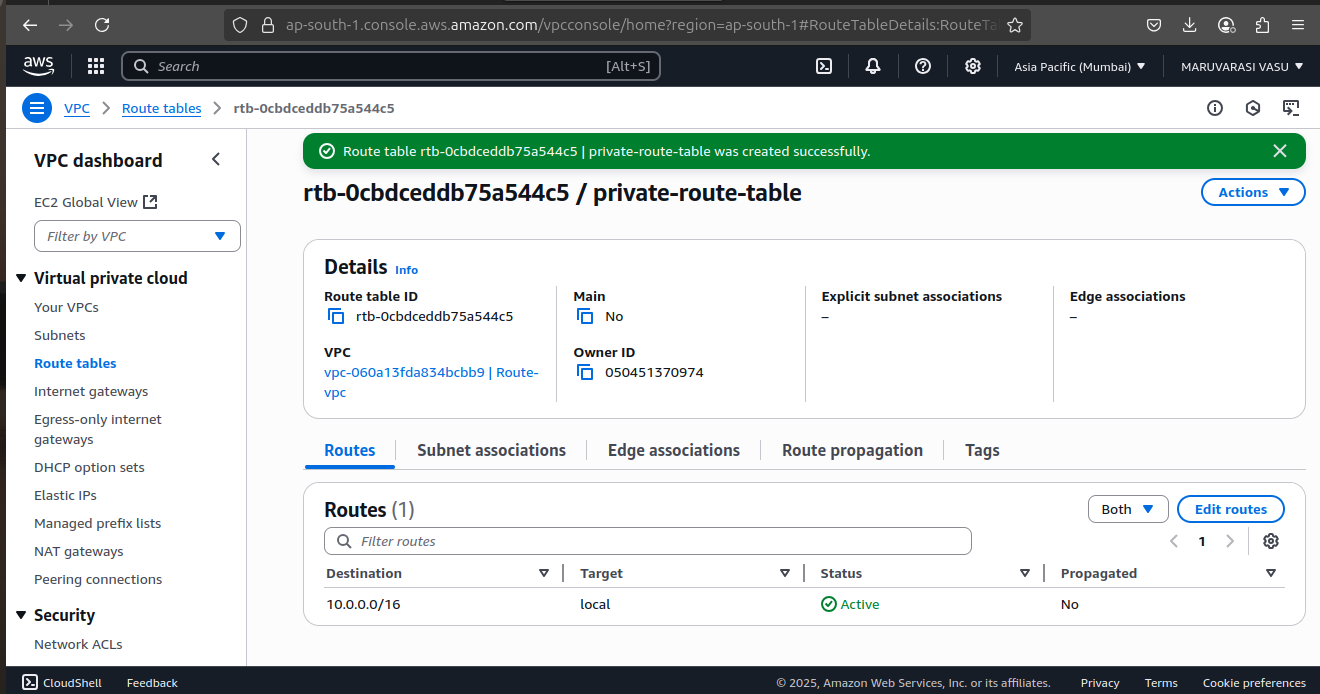 ap-south-1.console.aws.amazon.com/vpcconsole/home?region=ap-south-1#RouteTableDetails:RouteTa
aws
Search [Alt+S]
Asia Pacific (Mumbai)
MARUVARASI VASU
VPC > Route tables > rtb-0cbdceddb75a544c5
VPC dashboard
EC2 Global View
Filter by VPC
Virtual private cloud
Your VPCs
Subnets
Route tables
Internet gateways
Egress-only internet
gateways
DHCP option sets
Elastic IPs
Managed prefix lists
NAT gateways
Peering connections
Security
Network ACLs
Route table rtb-0cbdceddb75a544c5 | private-route-table was created successfully.
rtb-0cbdceddb75a544c5 / private-route-table
Actions
Details Info
Route table ID
rtb-0cbdceddb75a544c5
Main
No
Explicit subnet associations
–
Edge associations
–
VPC
vpc-060a13fda834bcbb9 | Route-
vpc
Owner ID
050451370974
Routes
Subnet associations
Edge associations
Route propagation
Tags
Routes (1)
Both
Edit routes
Filter routes
1
Destination Target Status Propagated
10.0.0.0/16 local Active No
CloudShell Feedback
© 2025, Amazon Web Services, Inc. or its affiliates. Privacy Terms Cookie preferences